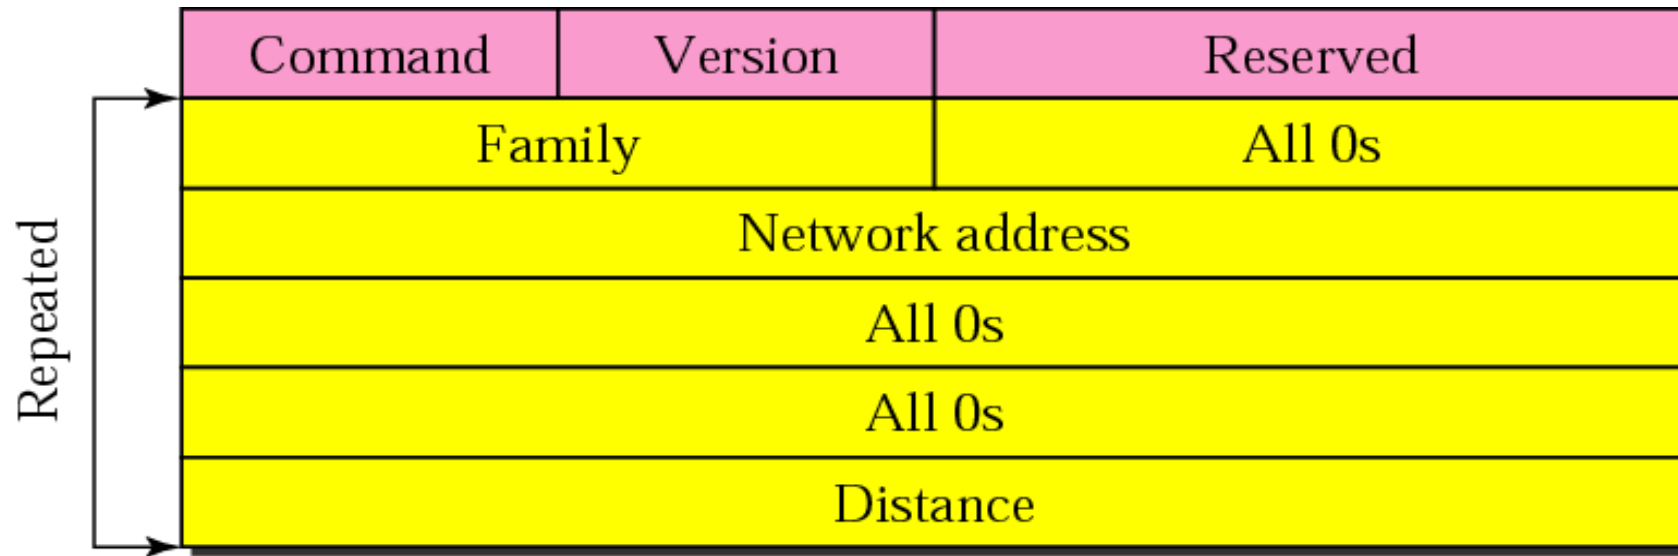 Command Version Reserved
Family All 0s
Network address
All 0s
All 0s
Distance
Repeated